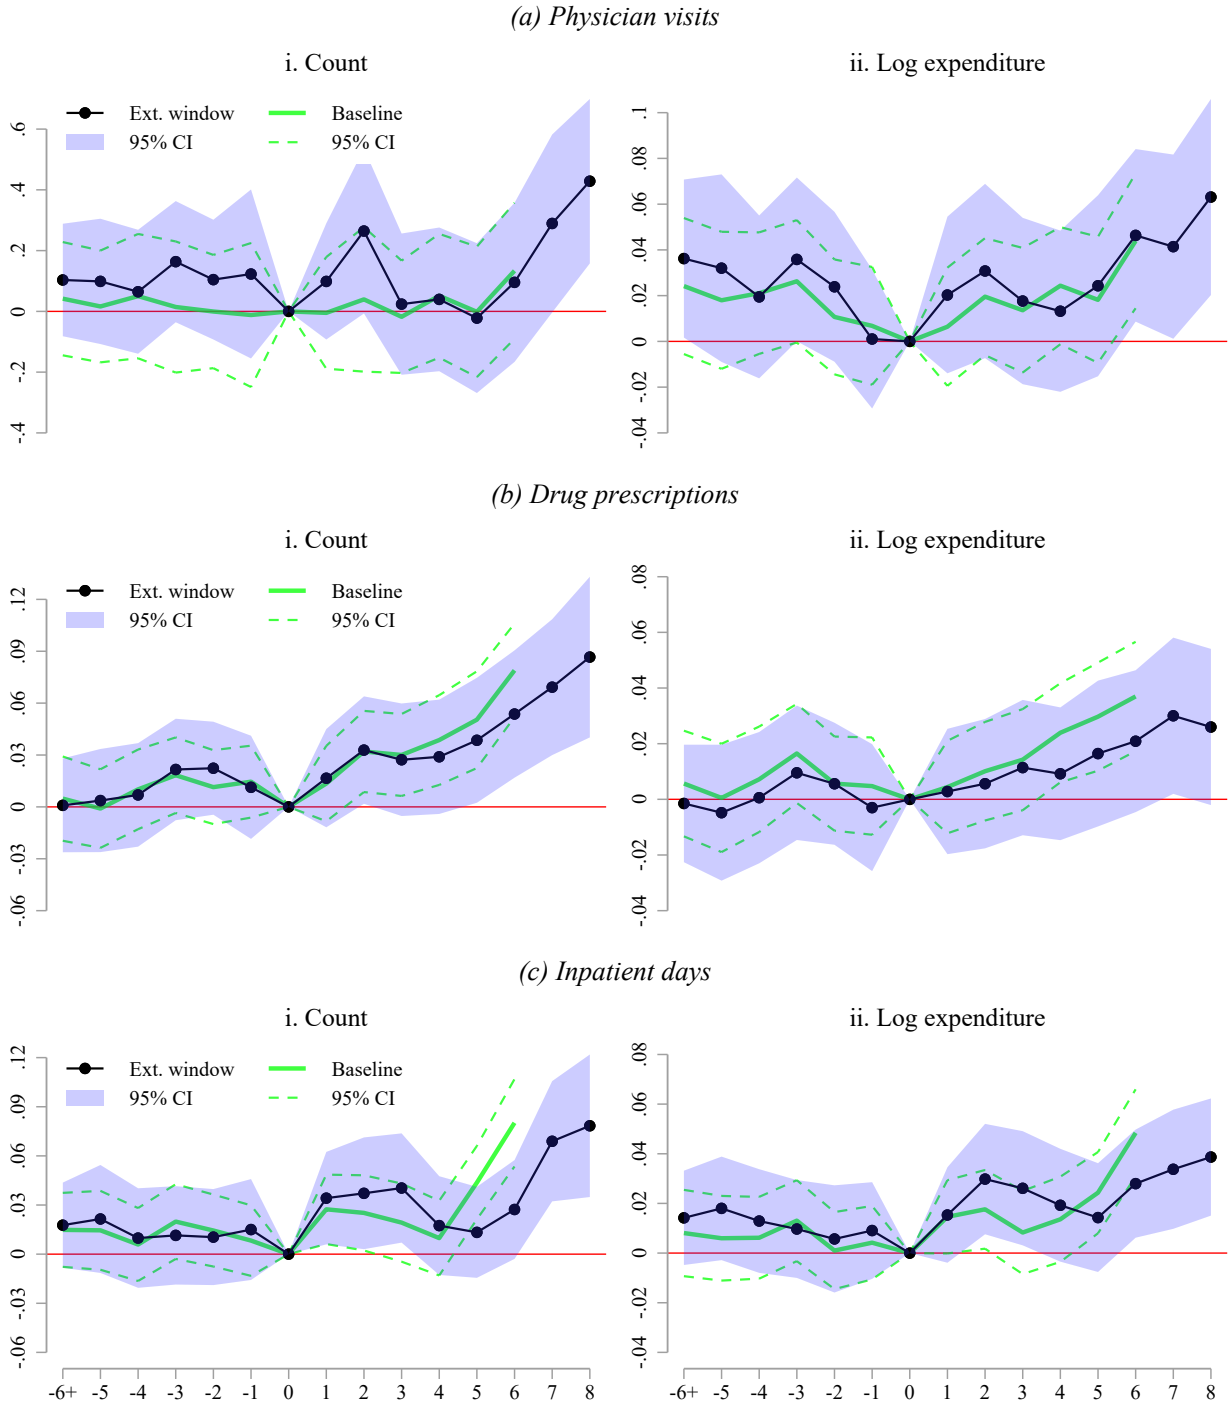 (a) Physician visits
i. Count
ii. Log expenditure
Ext. window
Baseline
95% CI
95% CI
.6
.4
.2
0
-.2
-.4
.1
.08
.06
.04
.02
0
-.02
-.04
(b) Drug prescriptions
i. Count
ii. Log expenditure
Ext. window
Baseline
95% CI
95% CI
.12
.09
.06
.03
0
-.03
-.06
.08
.06
.04
.02
0
-.02
-.04
(c) Inpatient days
i. Count
ii. Log expenditure
Ext. window
Baseline
95% CI
95% CI
.12
.09
.06
.03
0
-.03
-.06
.08
.06
.04
.02
0
-.02
-.04
-6+ -5 -4 -3 -2 -1 0 1 2 3 4 5 6 7 8
-6+ -5 -4 -3 -2 -1 0 1 2 3 4 5 6 7 8